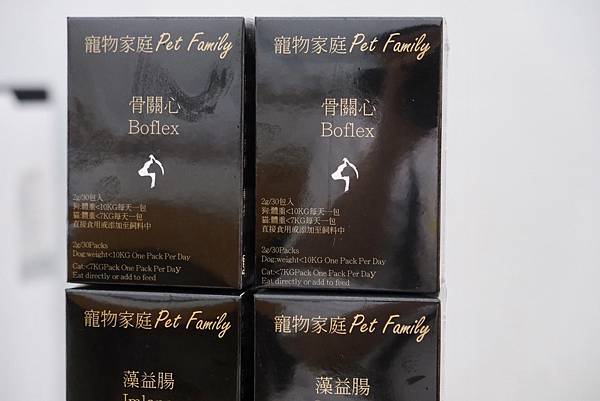 寵物家庭 Pet Family
骨關心
Boflex
2g/30包入
狗:體重<10KG每天一包
貓:體重<7KG每天一包
直接食用或添加至飼料中
2g/30Packs
Dog:weight<10KG One Pack Per Day
Cat:<7KGPack One Pack Per Day
Eat directly or add to feed
寵物家庭 Pet Family
骨關心
Boflex
2g/30包入
狗:體重<10KG每天一包
貓:體重<7KG每天一包
直接食用或添加至飼料中
2g/30Packs
Dog:weight<10KG One Pack Per Day
Cat:<7KGPack One Pack Per Day
Eat directly or add to feed
寵物家庭 Pet Family
藻益腸
寵物家庭 Pet Family
藻益腸